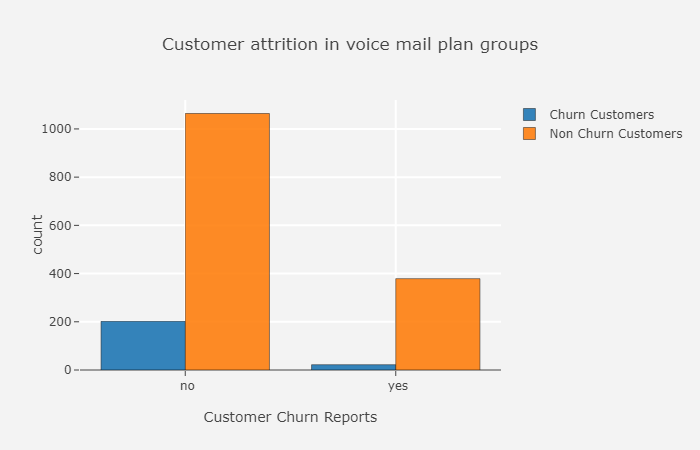 Customer attrition in voice mail plan groups
Churn Customers
Non Churn Customers
1000
800
600
400
200
0
count
no
yes
Customer Churn Reports